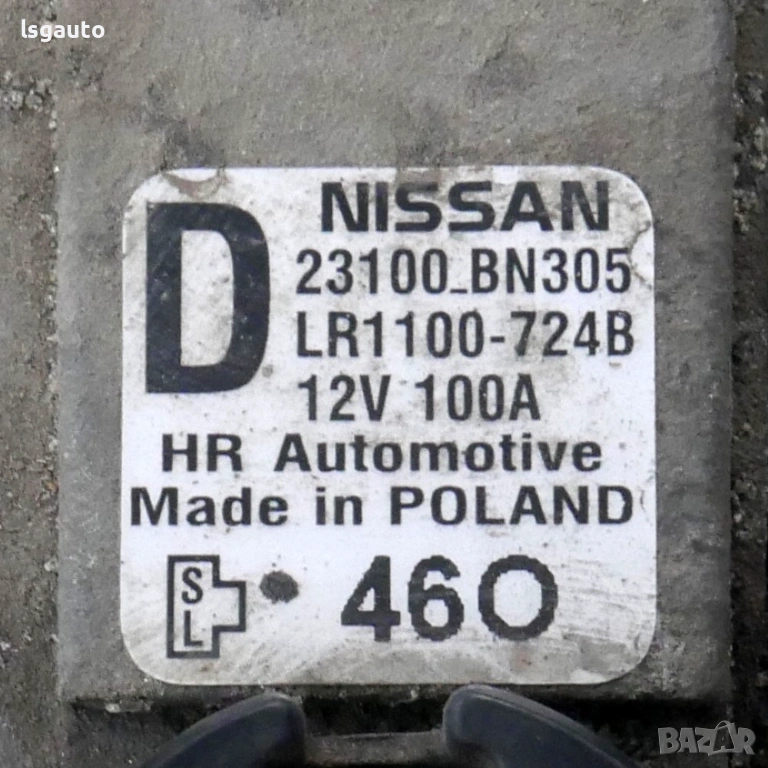 lsgauto
D
NISSAN
23100_BN305
LR1100-724B
12V 100A
HR Automotive
Made in POLAND
S
L
460
BAZAR